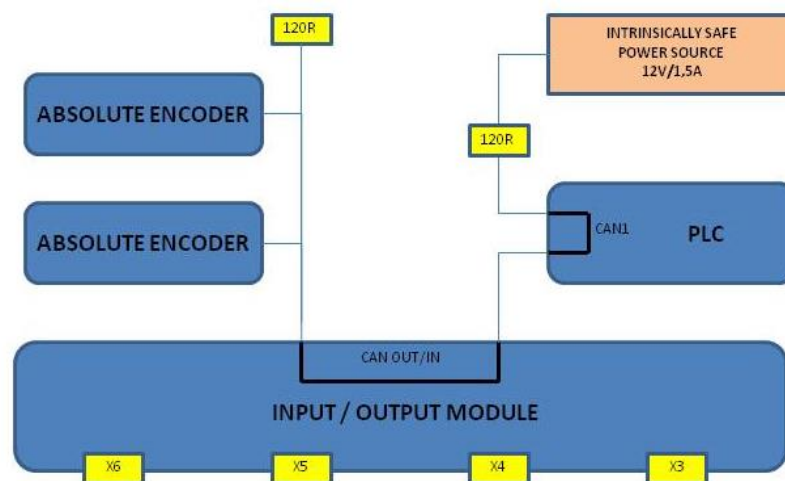 120R
INTRINSICALLY SAFE
POWER SOURCE
12V/1,5A
ABSOLUTE ENCODER
120R
ABSOLUTE ENCODER
CAN1
PLC
CAN OUT/IN
INPUT / OUTPUT MODULE
X6
X5
X4
X3